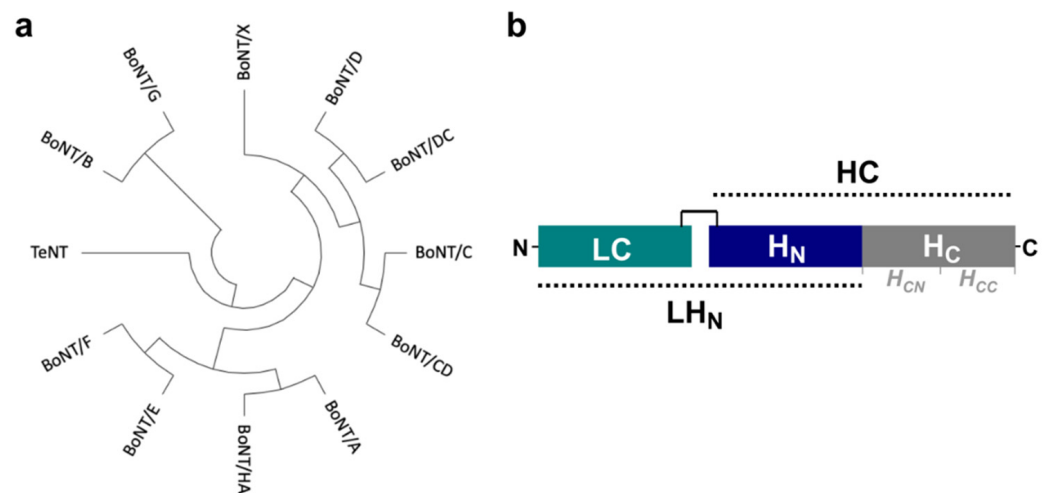 a
BoNT/X
BoNT/D
BoNT/DC
BoNT/C
BoNT/CD
BoNT/A
BoNT/HA
BoNT/E
BoNT/F
TeNT
BoNT/B
BoNT/G
b
HC
N LC HN HC C
HCN HCC
LHN